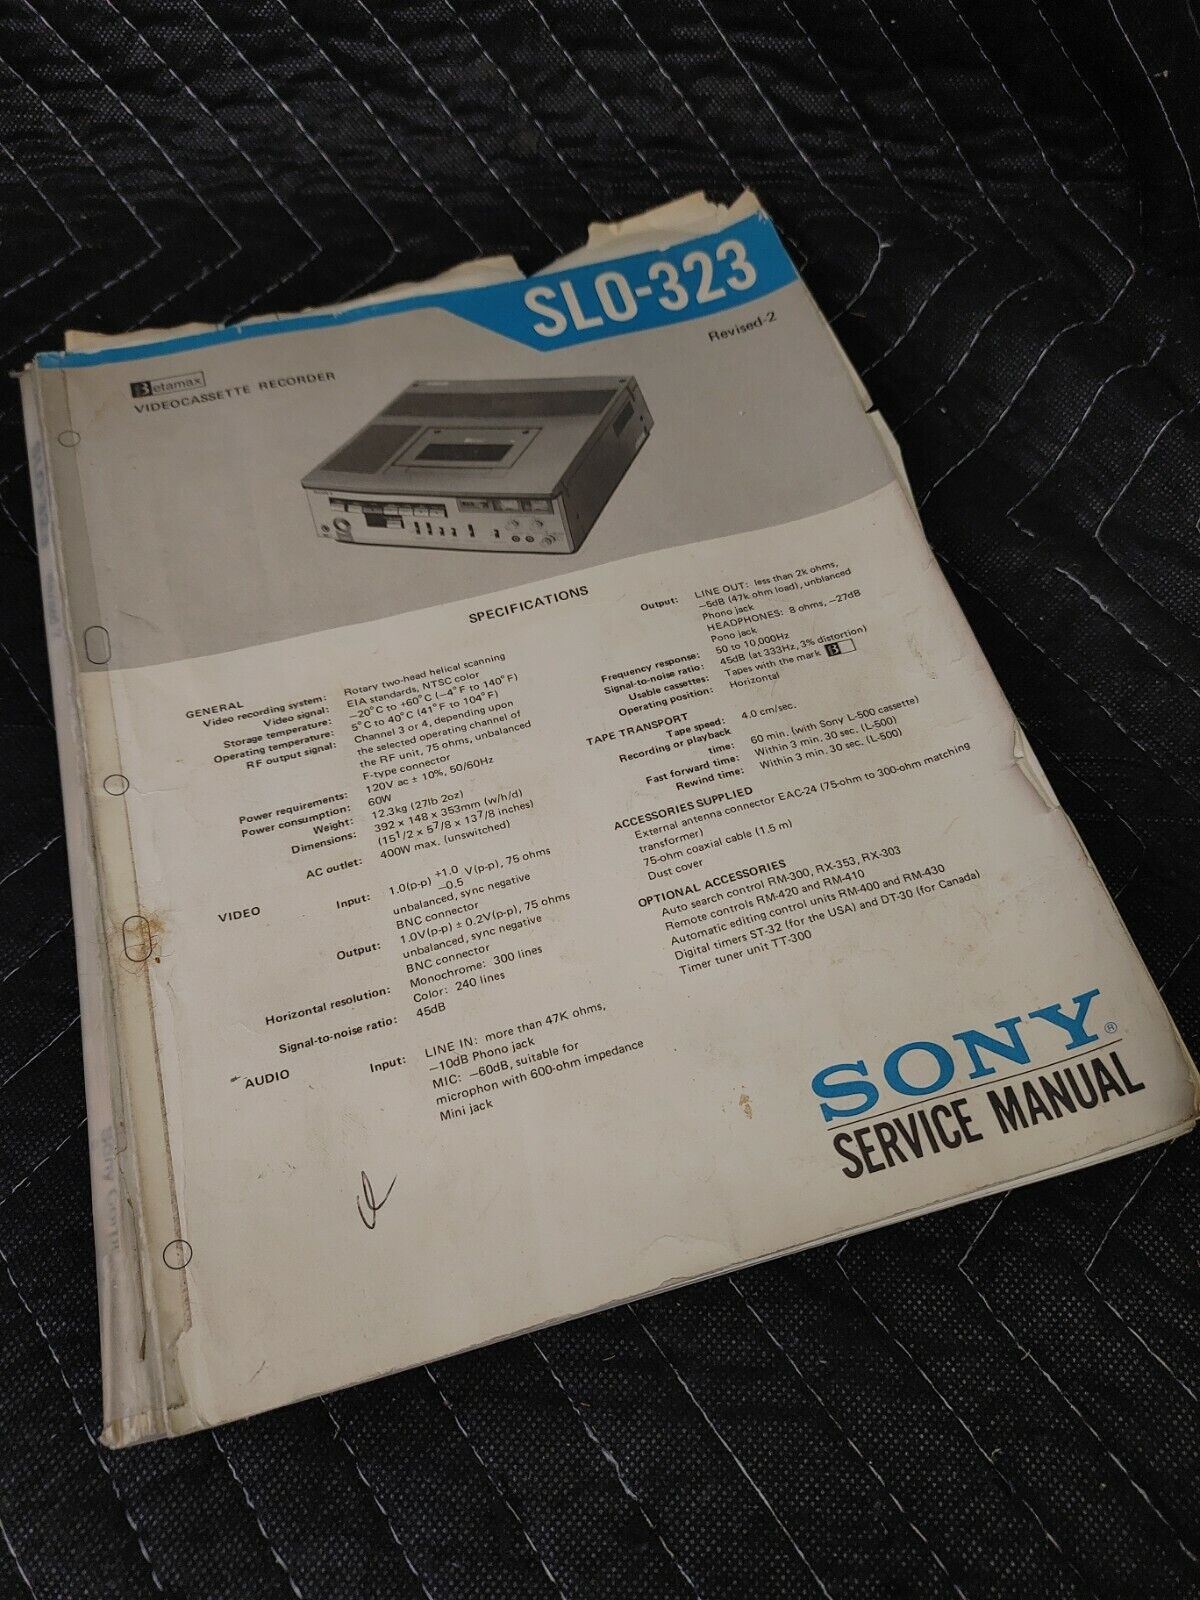 SLO-323
Revised-2
Betamax
VIDEOCASSETTE RECORDER
SPECIFICATIONS
GENERAL
Video recording system: Rotary two-head helical scanning
Video signal: EIA standards, NTSC color
Storage temperature: −20°C to +60°C (−4°F to 140°F)
Operating temperature: 5°C to 40°C (41°F to 104°F)
RF output signal: Channel 3 or 4, depending upon
the selected operating channel of
the RF unit, 75 ohms, unbalanced
F-type connector
Power requirements: 120V ac ± 10%, 50/60Hz
Power consumption: 60W
Weight: 12.3kg (27lb 2oz)
Dimensions: 392 x 148 x 353mm (w/h/d)
(15 1/2 x 5 7/8 x 13 7/8 inches)
AC outlet: 400W max. (unswitched)
VIDEO
Input: 1.0(p-p) +1.0 −0.5 V(p-p), 75 ohms
unbalanced, sync negative
BNC connector
Output: 1.0V(p-p) ± 0.2V(p-p), 75 ohms
unbalanced, sync negative
BNC connector
Horizontal resolution: Monochrome: 300 lines
Color: 240 lines
Signal-to-noise ratio: 45dB
AUDIO
Input: LINE IN: more than 47K ohms,
−10dB Phono jack
MIC: −60dB, suitable for
microphon with 600-ohm impedance
Mini jack
Output: LINE OUT: less than 2k ohms,
−5dB (47k ohm load), unblanced
Phono jack
HEADPHONES: 8 ohms, −27dB
Pono jack
Frequency response: 50 to 10,000Hz
Signal-to-noise ratio: 45dB (at 333Hz, 3% distortion)
Usable cassettes: Tapes with the mark B
Operating position: Horizontal
TAPE TRANSPORT
Tape speed: 4.0 cm/sec.
Recording or playback
time: 60 min. (with Sony L-500 cassette)
Fast forward time: Within 3 min. 30 sec. (L-500)
Rewind time: Within 3 min. 30 sec. (L-500)
ACCESSORIES SUPPLIED
External antenna connector EAC-24 (75-ohm to 300-ohm matching
transformer)
75-ohm coaxial cable (1.5 m)
Dust cover
OPTIONAL ACCESSORIES
Auto search control RM-300, RX-353, RX-303
Remote controls RM-420 and RM-410
Automatic editing control units RM-400 and RM-430
Digital timers ST-32 (for the USA) and DT-30 (for Canada)
Timer tuner unit TT-300
SONY®
SERVICE MANUAL